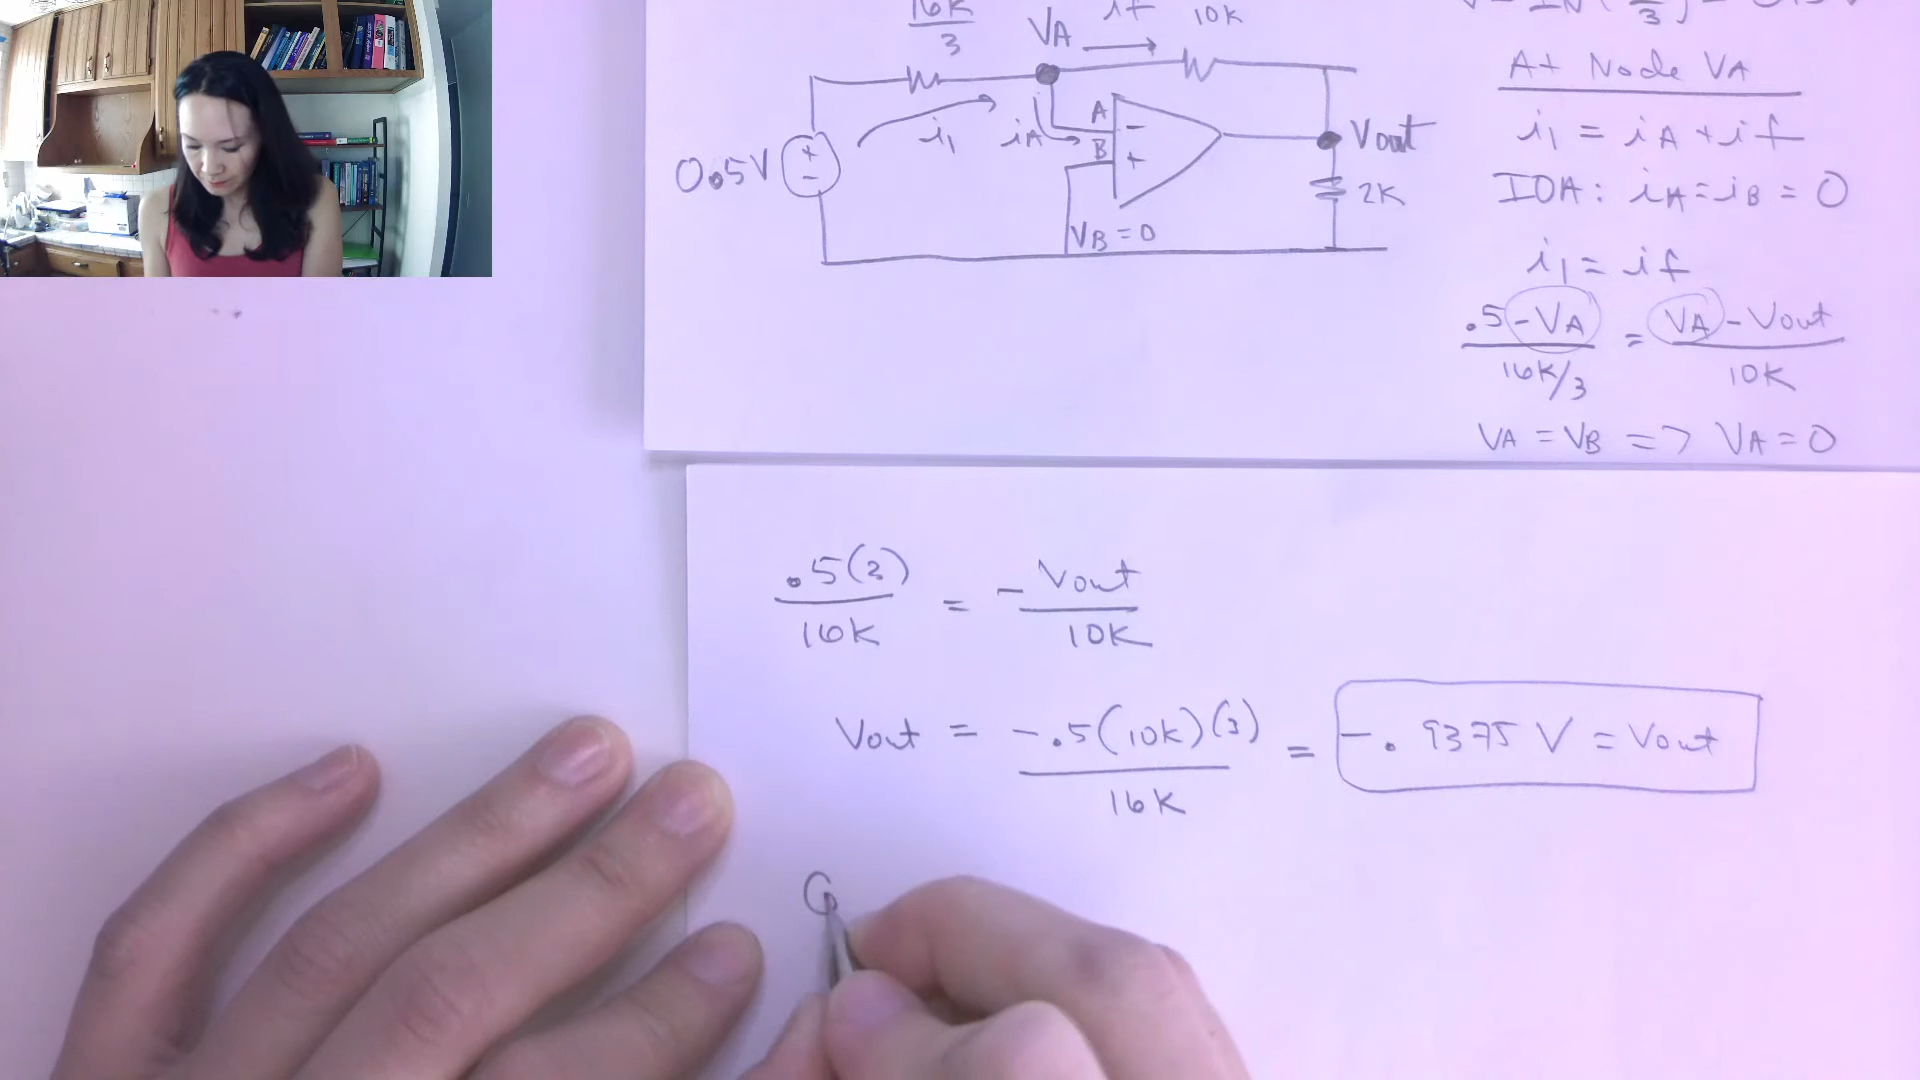 16K
3
VA
if
10K
0.5V
+
-
i1
iA
A
B
-
+
VB = 0
Vout
2K
At Node VA
i1 = iA + if
IOA: iA = iB = 0
i1 = if
.5 - VA = VA - Vout
16K/3 10K
VA = VB => VA = 0
.5(3) = - Vout
16K 10K
Vout = -.5(10K)(3) = -.9375 V = Vout
16K
G